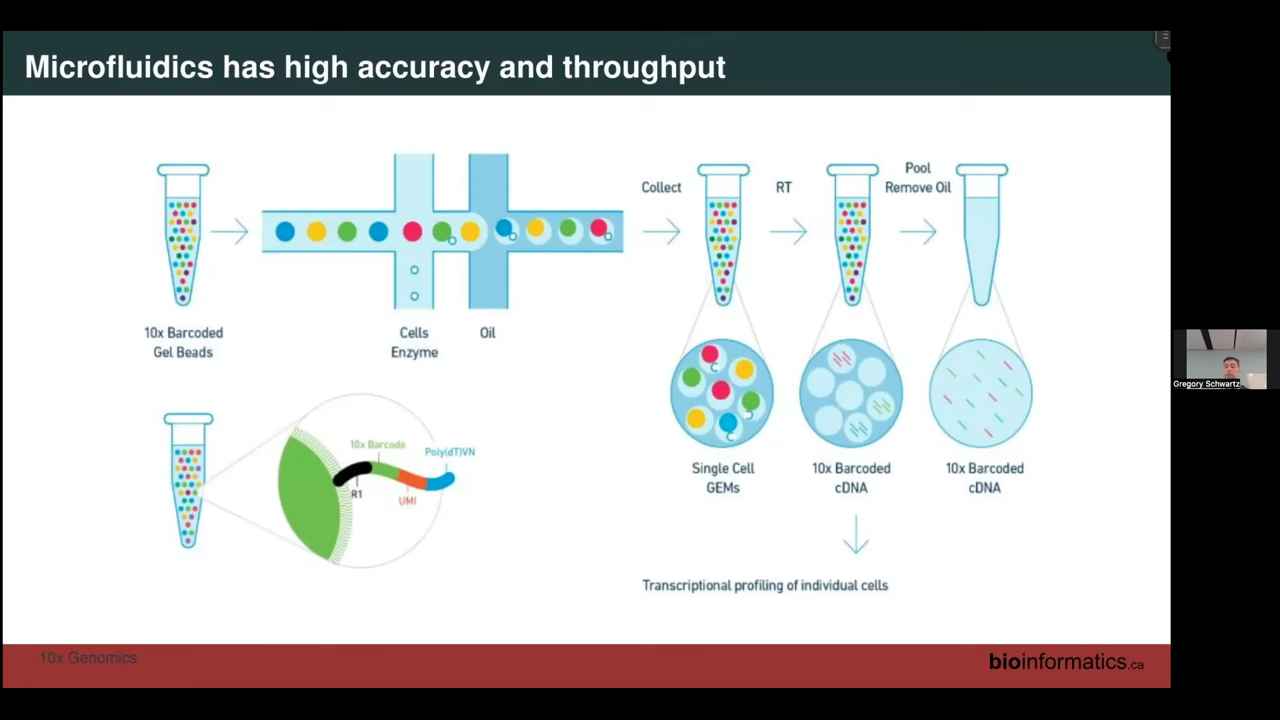 Microfluidics has high accuracy and throughput
10x Barcoded
Gel Beads
Cells
Enzyme
Oil
Collect
RT
Pool
Remove Oil
Single Cell
GEMs
10x Barcoded
cDNA
10x Barcoded
cDNA
10x Barcode
Poly(dT)VN
R1
UMI
Transcriptional profiling of individual cells
10x Genomics
bioinformatics.ca
Gregory Schwartz